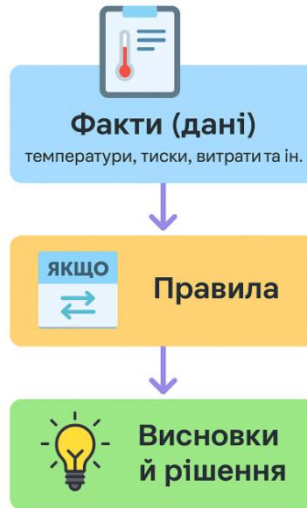 Факти (дані)
температури, тиски, витрати та ін.
ЯКЩО
Правила
Висновки
й рішення